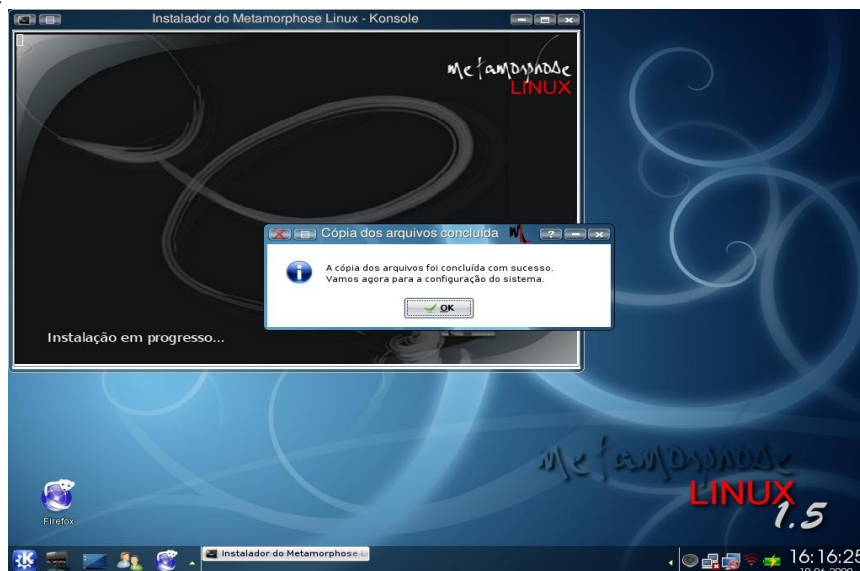 Instalador do Metamorphose Linux - Konsole
metamorphose
LINUX
Cópia dos arquivos concluída
A cópia dos arquivos foi concluída com sucesso.
Vamos agora para a configuração do sistema.
OK
Instalação em progresso...
metamorphose
LINUX
1.5
Firefox
Instalador do Metamorphose
16:16:25